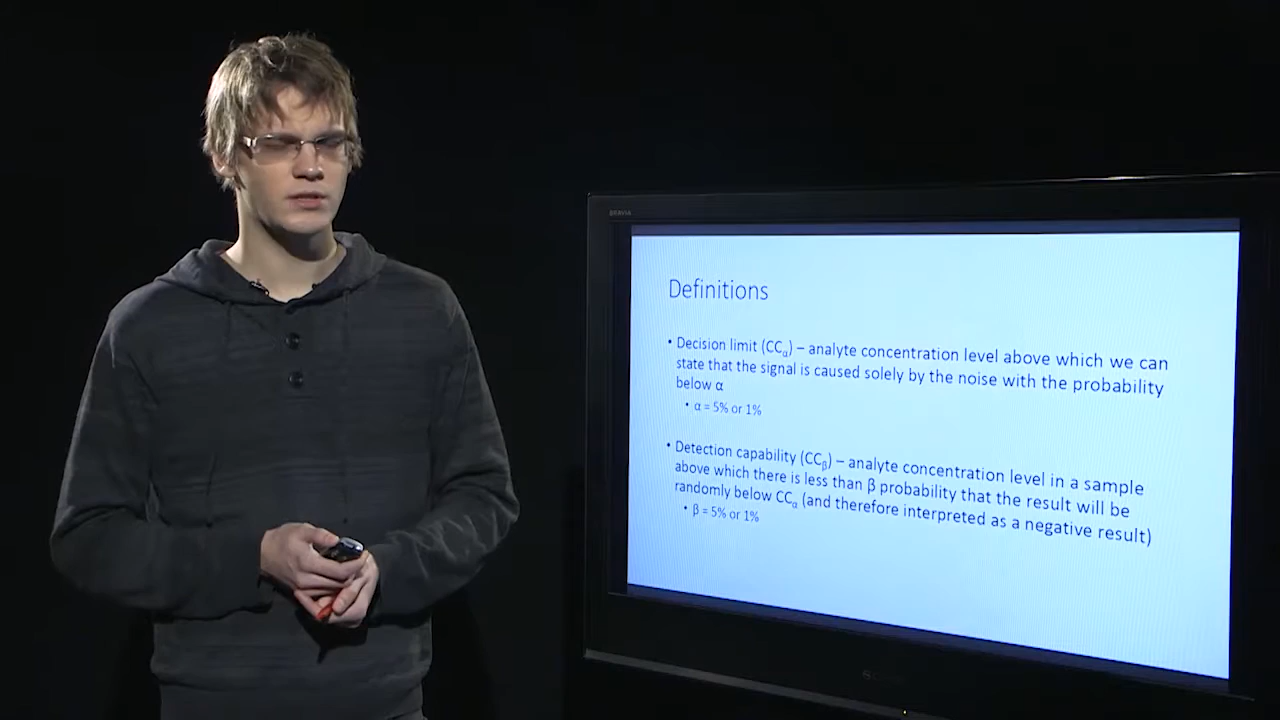 BRAVIA
Definitions
• Decision limit (CCα) – analyte concentration level above which we can
state that the signal is caused solely by the noise with the probability
below α
• α = 5% or 1%
• Detection capability (CCβ) – analyte concentration level in a sample
above which there is less than β probability that the result will be
randomly below CCα (and therefore interpreted as a negative result)
• β = 5% or 1%